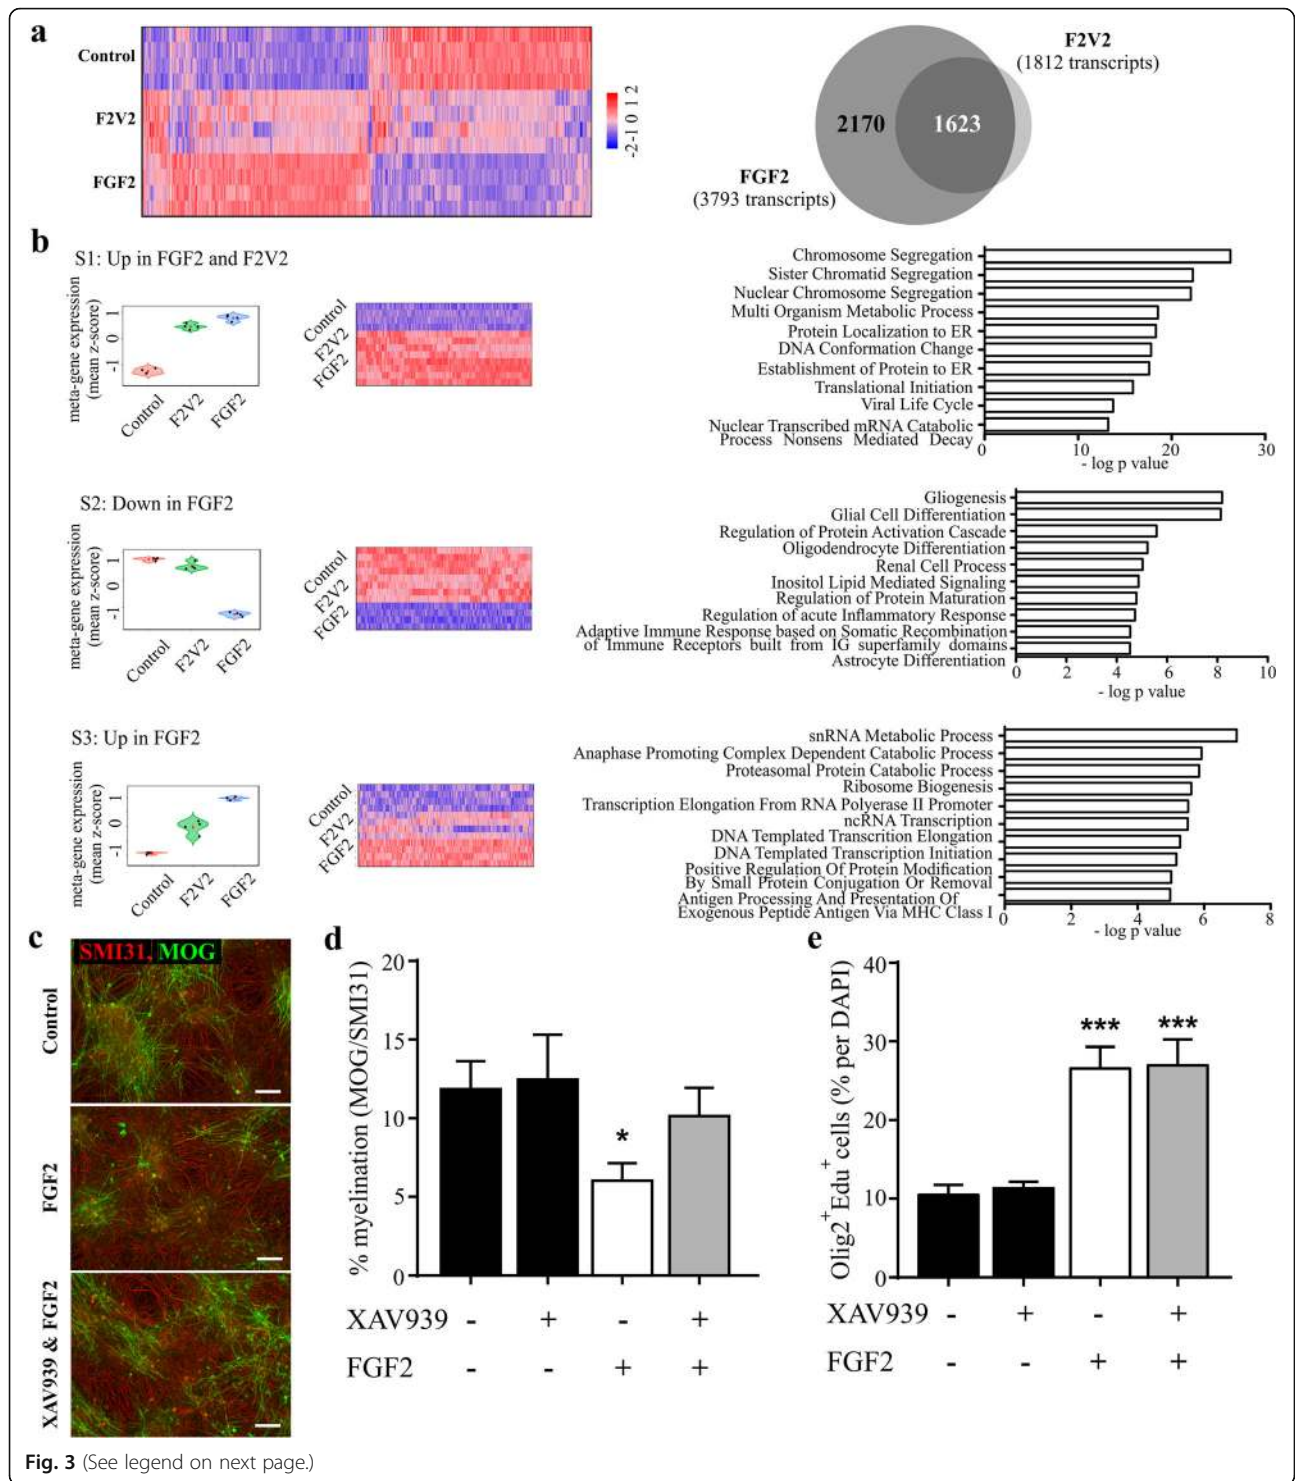 a
Control
F2V2
FGF2
-2-1 0 1 2
F2V2
(1812 transcripts)
2170
1623
FGF2
(3793 transcripts)
b
S1: Up in FGF2 and F2V2
meta-gene expression
(mean z-score)
-1 0 1
Control
F2V2
FGF2
Control
F2V2
FGF2
Chromosome Segregation
Sister Chromatid Segregation
Nuclear Chromosome Segregation
Multi Organism Metabolic Process
Protein Localization to ER
DNA Conformation Change
Establishment of Protein to ER
Translational Initiation
Viral Life Cycle
Nuclear Transcribed mRNA Catabolic
Process Nonsens Mediated Decay
0 10 20 30
- log p value
S2: Down in FGF2
meta-gene expression
(mean z-score)
-1 0 1
Control
F2V2
FGF2
Control
F2V2
FGF2
Gliogenesis
Glial Cell Differentiation
Regulation of Protein Activation Cascade
Oligodendrocyte Differentiation
Renal Cell Process
Inositol Lipid Mediated Signaling
Regulation of Protein Maturation
Regulation of acute Inflammatory Response
Adaptive Immune Response based on Somatic Recombination
of Immune Receptors built from IG superfamily domains
Astrocyte Differentiation
0 2 4 6 8 10
- log p value
S3: Up in FGF2
meta-gene expression
(mean z-score)
-1 0 1
Control
F2V2
FGF2
Control
F2V2
FGF2
snRNA Metabolic Process
Anaphase Promoting Complex Dependent Catabolic Process
Proteasomal Protein Catabolic Process
Ribosome Biogenesis
Transcription Elongation From RNA Polyerase II Promoter
ncRNA Transcription
DNA Templated Transcrition Elongation
DNA Templated Transcription Initiation
Positive Regulation Of Protein Modification
By Small Protein Conjugation Or Removal
Antigen Processing And Presentation Of
Exogenous Peptide Antigen Via MHC Class I
0 2 4 6 8
- log p value
c
SMI31, MOG
Control
FGF2
XAV939 & FGF2
d
% myelination (MOG/SMI31)
20
15
10
5
0
*
XAV939 - + - +
FGF2 - - + +
e
Olig2+Edu+cells (% per DAPI)
40
30
20
10
0
*** ***
XAV939 - + - +
FGF2 - - + +
Fig. 3 (See legend on next page.)